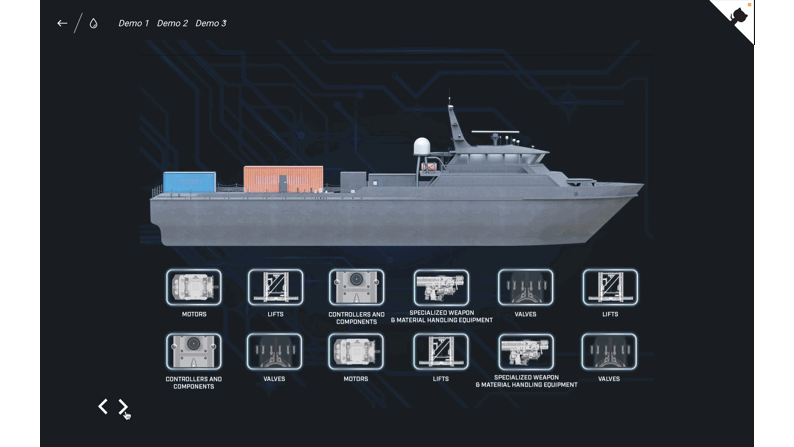 Demo 1 Demo 2 Demo 3
MOTORS
LIFTS
CONTROLLERS AND
COMPONENTS
SPECIALIZED WEAPON
& MATERIAL HANDLING EQUIPMENT
VALVES
LIFTS
CONTROLLERS AND
COMPONENTS
VALVES
MOTORS
LIFTS
SPECIALIZED WEAPON
& MATERIAL HANDLING EQUIPMENT
VALVES